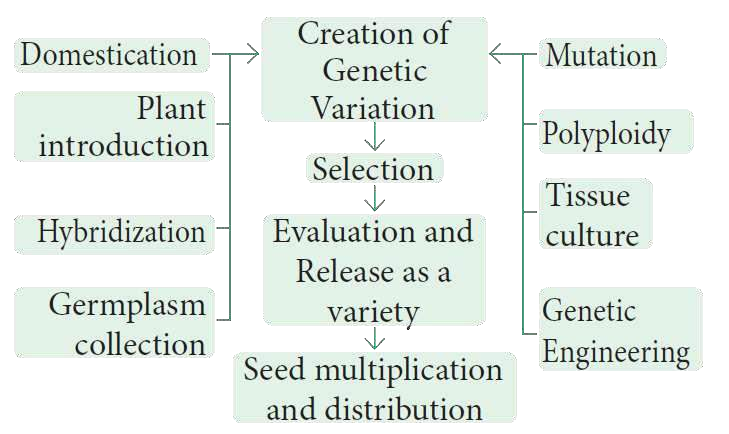 Domestication
Plant
introduction
Hybridization
Germplasm
collection
Creation of
Genetic
Variation
Selection
Evaluation and
Release as a
variety
Seed multiplication
and distribution
Mutation
Polyploidy
Tissue
culture
Genetic
Engineering